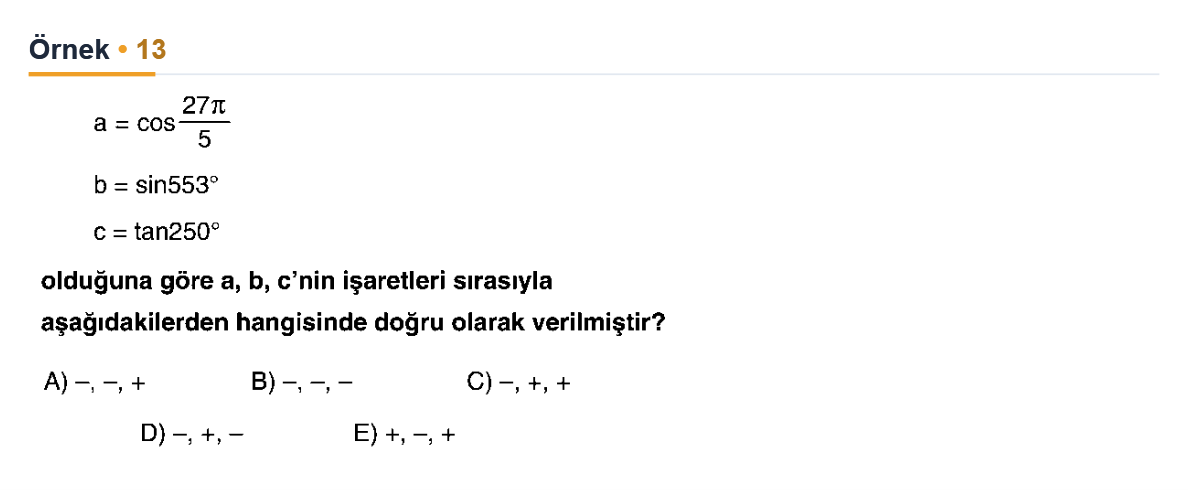 Örnek • 13
a = cos 27π/5
b = sin553°
c = tan250°
olduğuna göre a, b, c’nin işaretleri sırasıyla
aşağıdakilerden hangisinde doğru olarak verilmiştir?
A) –, –, + B) –, –, – C) –, +, +
D) –, +, – E) +, –, +